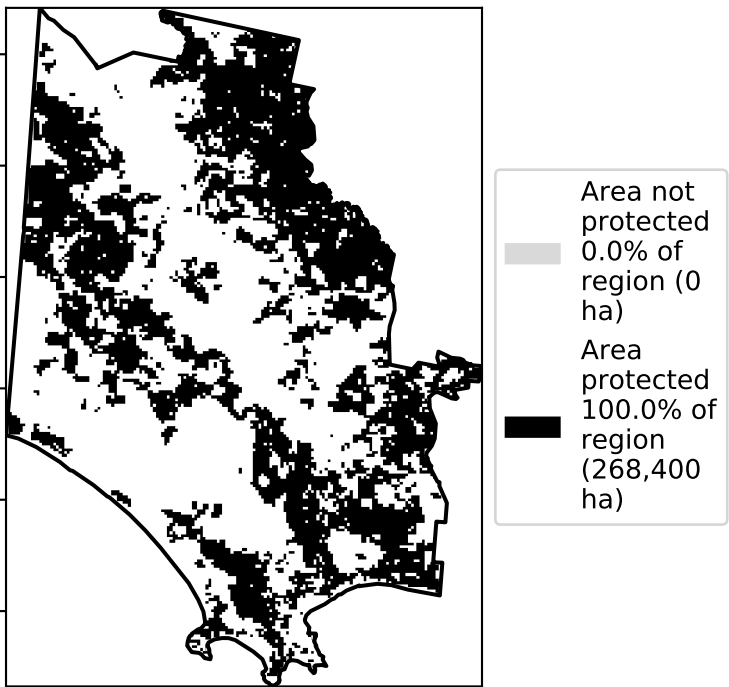 Area not
protected
0.0% of
region (0
ha)
Area
protected
100.0% of
region
(268,400
ha)